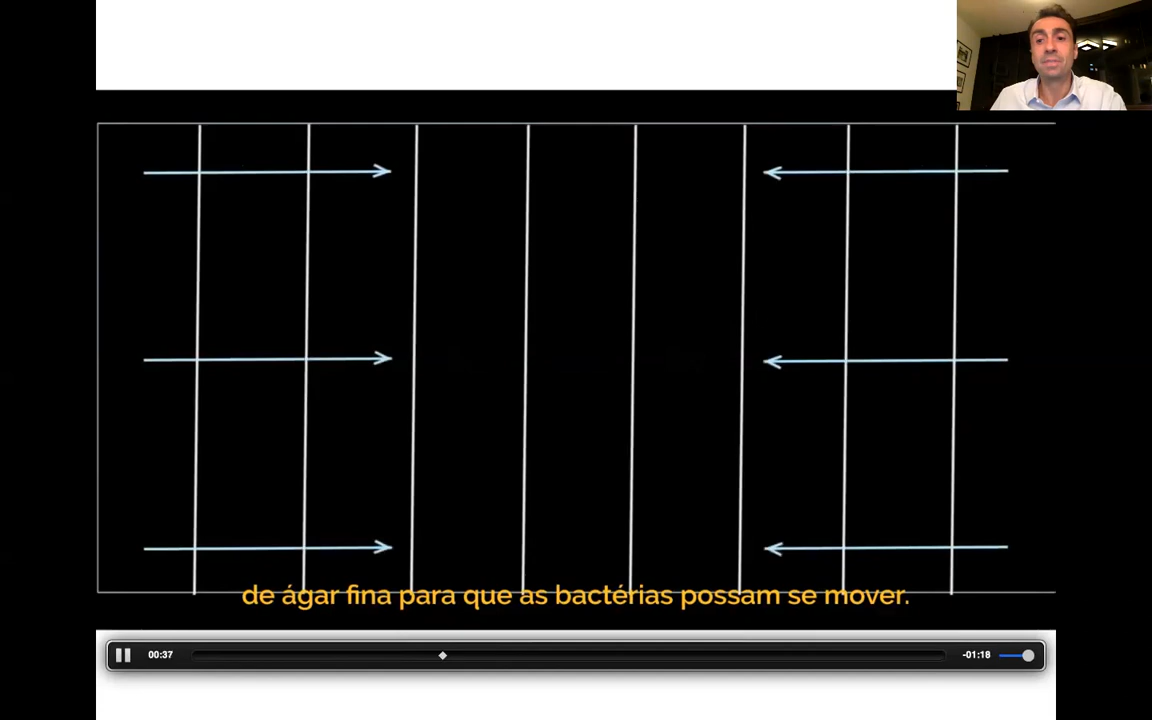 de ágar fina para que as bactérias possam se mover.
00:37
-01:18